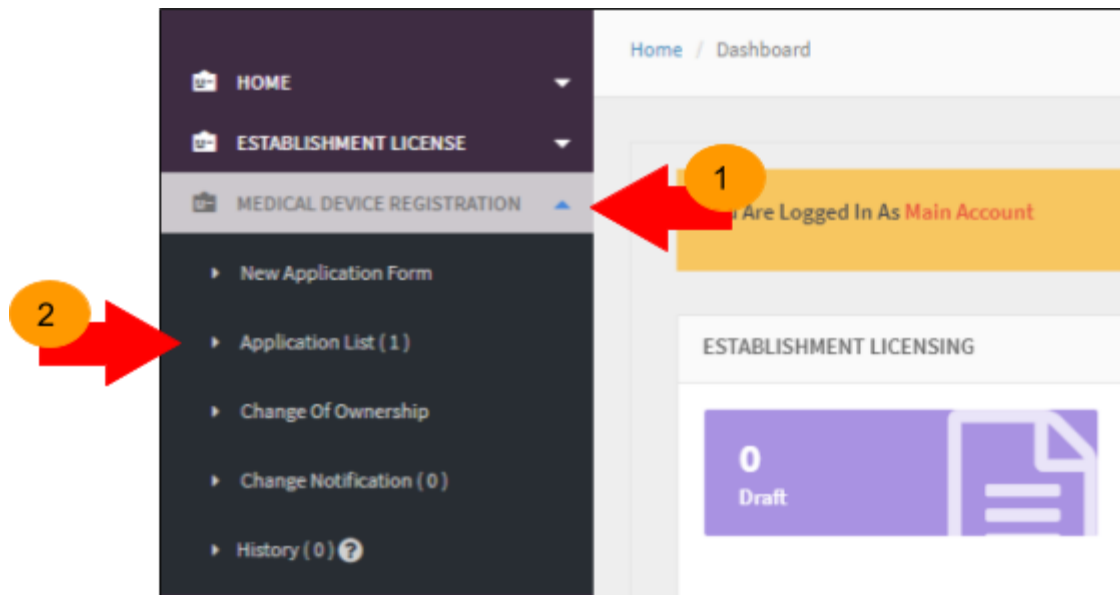 Home / Dashboard
HOME
ESTABLISHMENT LICENSE
MEDICAL DEVICE REGISTRATION
1
Are Logged In As Main Account
New Application Form
2
Application List ( 1 )
ESTABLISHMENT LICENSING
Change Of Ownership
0
Draft
Change Notification ( 0 )
History ( 0 ) ?